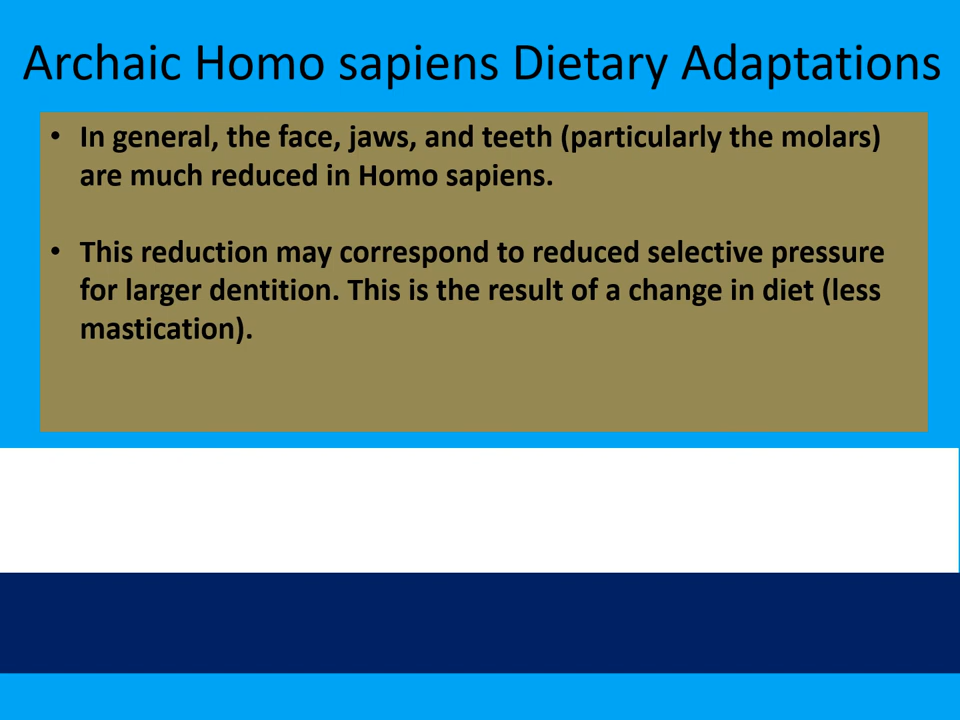 Archaic Homo sapiens Dietary Adaptations
• In general, the face, jaws, and teeth (particularly the molars)
are much reduced in Homo sapiens.
• This reduction may correspond to reduced selective pressure
for larger dentition. This is the result of a change in diet (less
mastication).